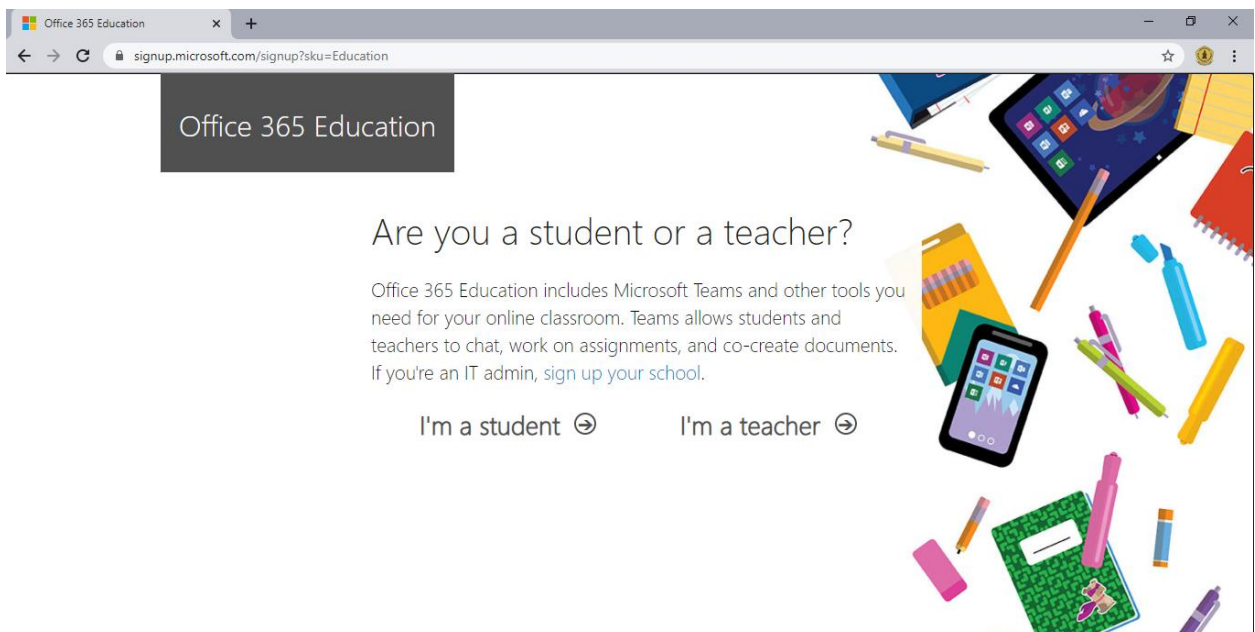 Office 365 Education
signup.microsoft.com/signup?sku=Education
Office 365 Education
Are you a student or a teacher?
Office 365 Education includes Microsoft Teams and other tools you
need for your online classroom. Teams allows students and
teachers to chat, work on assignments, and co-create documents.
If you're an IT admin, sign up your school.
I'm a student
I'm a teacher